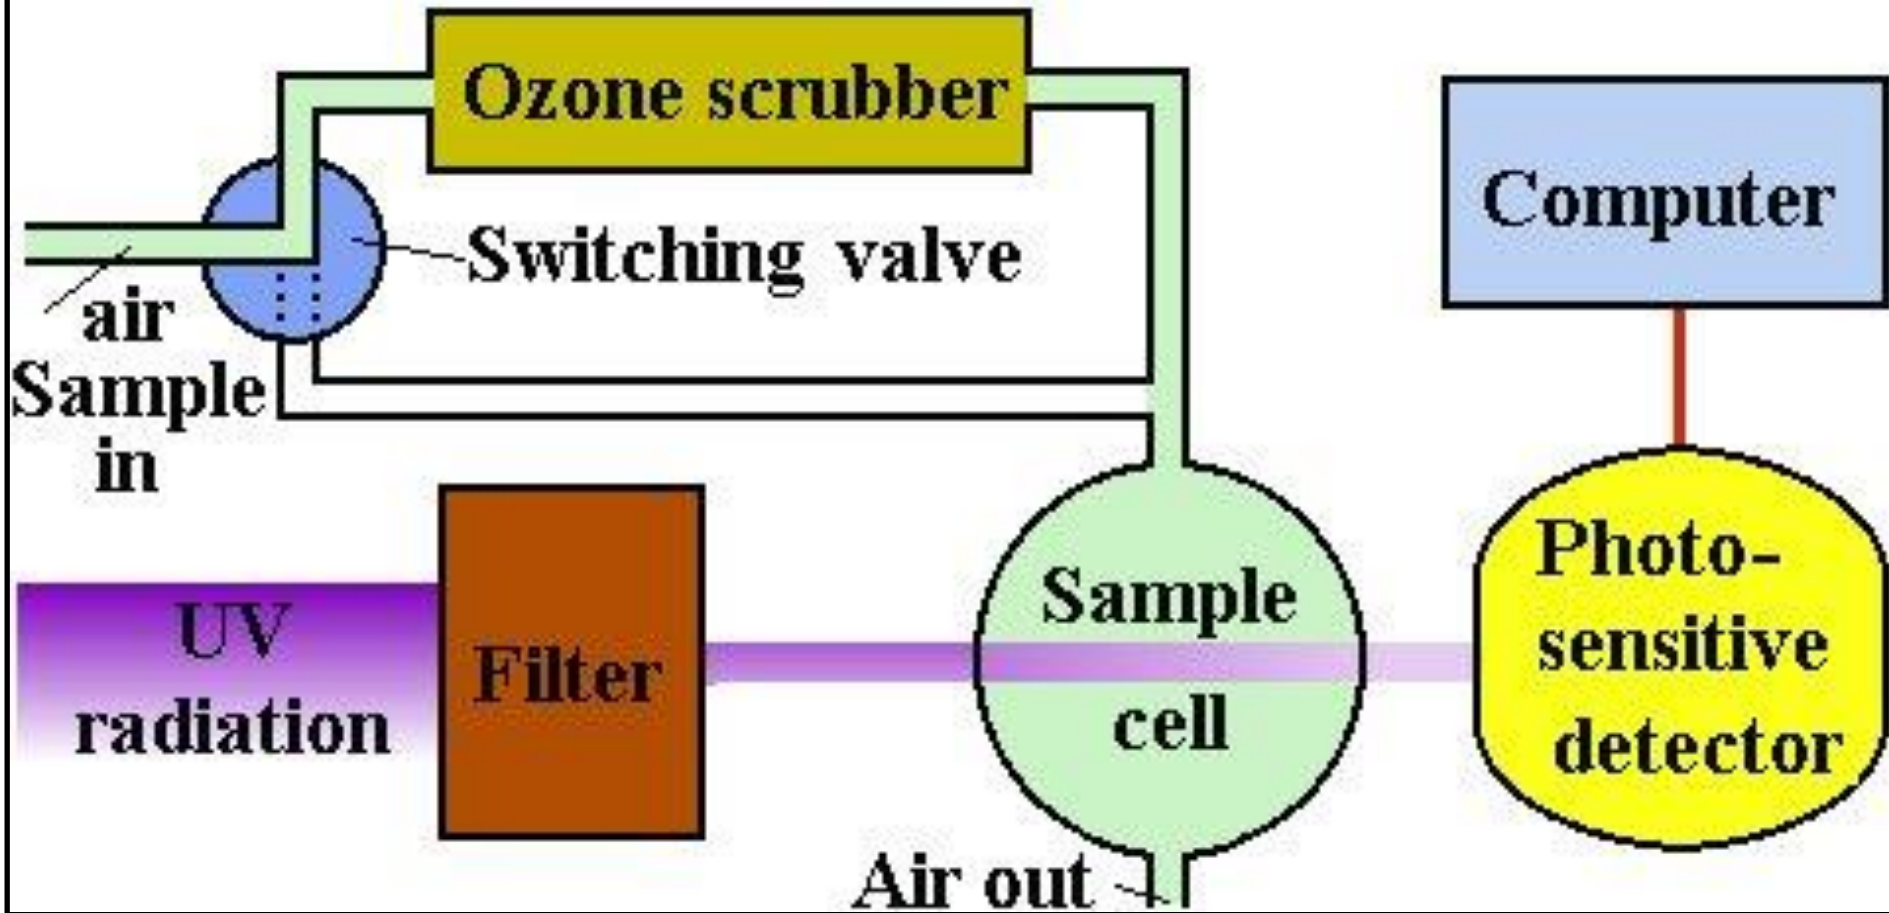 Ozone scrubber
Computer
Switching valve
air
Sample
in
UV
radiation
Filter
Sample
cell
Photo-
sensitive
detector
Air out